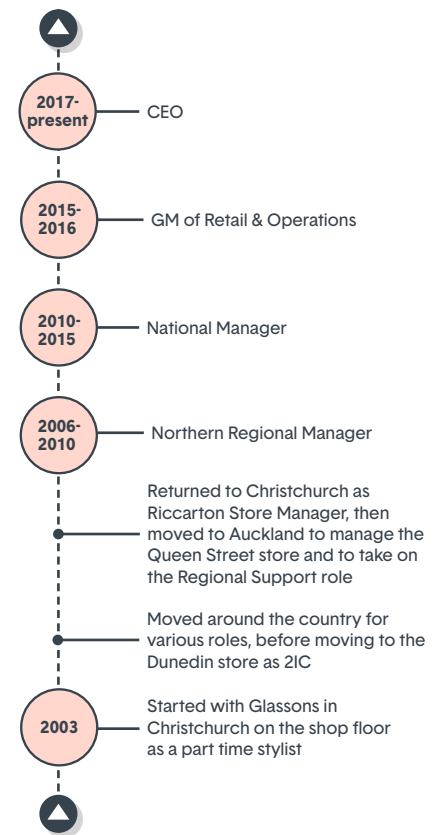 2017-
present
CEO
2015-
2016
GM of Retail & Operations
2010-
2015
National Manager
2006-
2010
Northern Regional Manager
Returned to Christchurch as
Riccarton Store Manager, then
moved to Auckland to manage the
Queen Street store and to take on
the Regional Support role
Moved around the country for
various roles, before moving to the
Dunedin store as 2IC
2003
Started with Glassons in
Christchurch on the shop floor
as a part time stylist